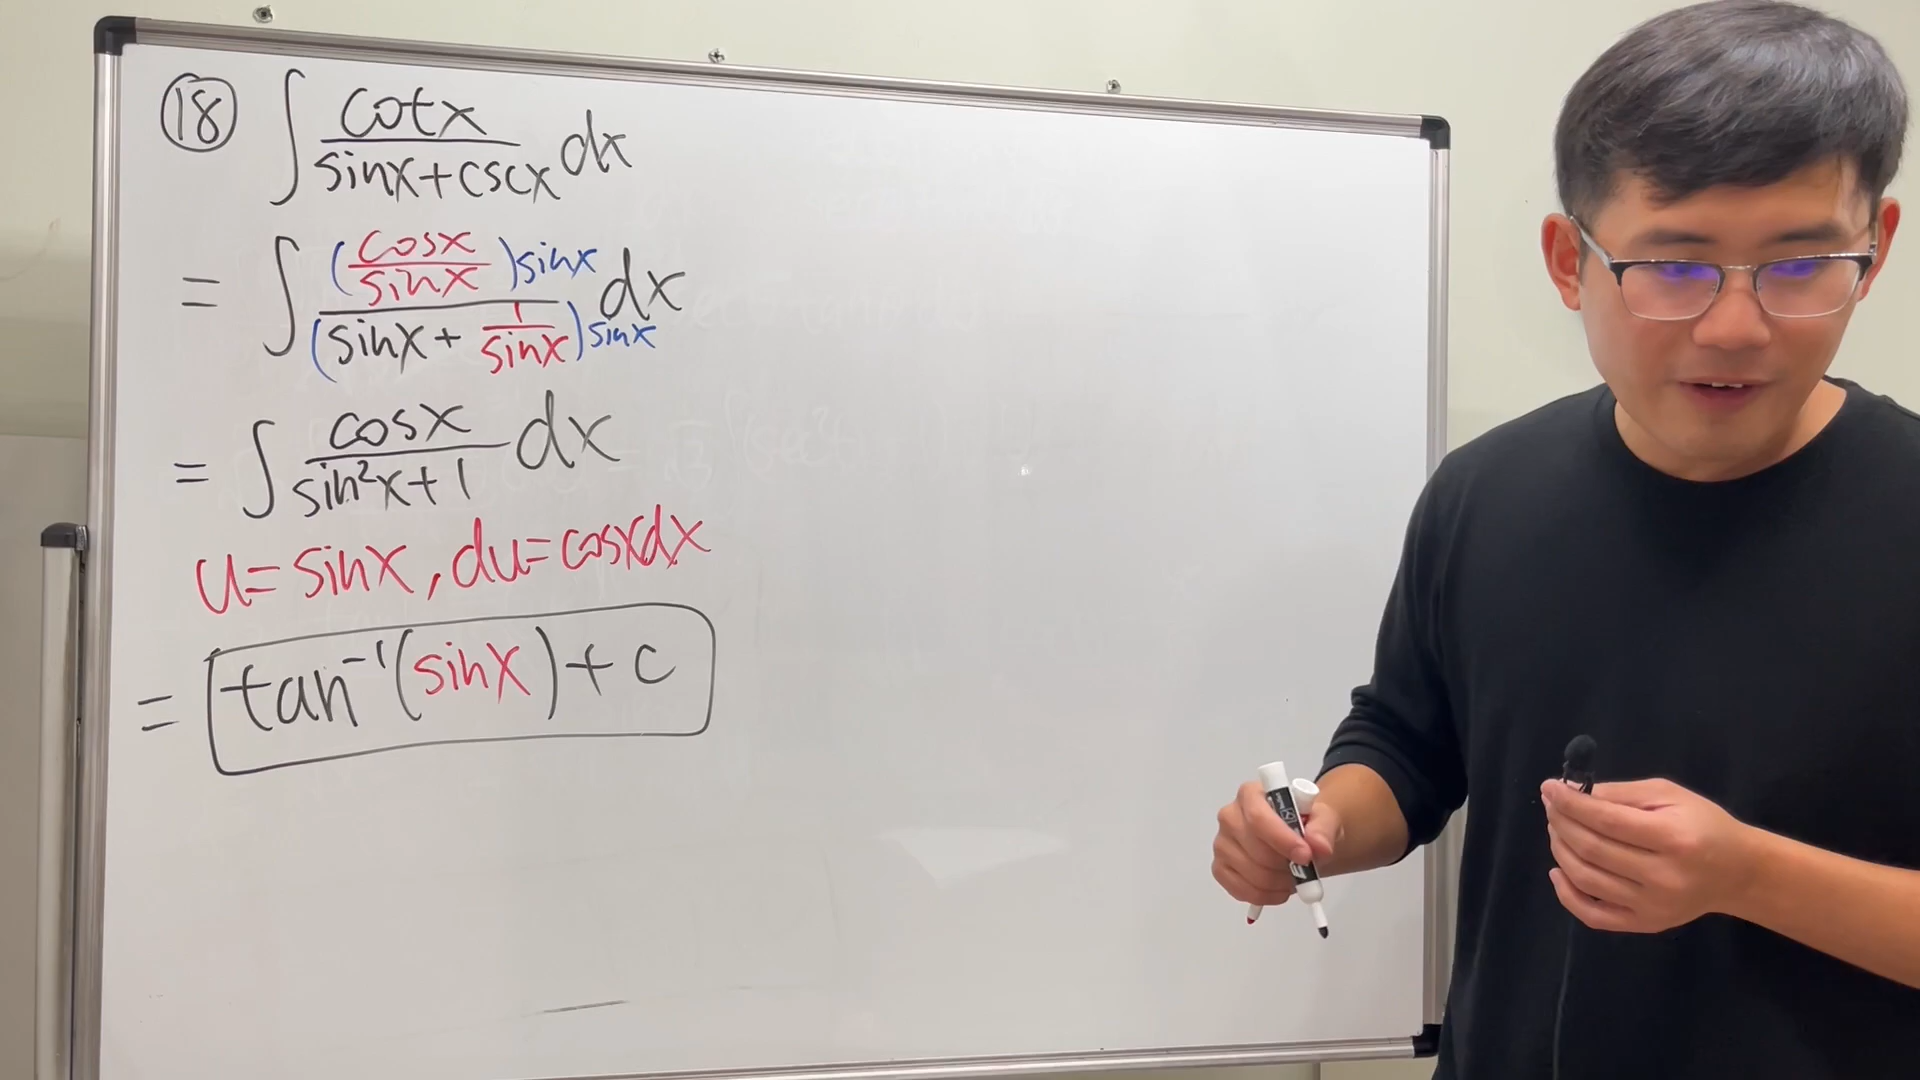 ⑱ ∫ cotx / sinx+cscx dx
= ∫ (cosx/sinx)sinx / (sinx + 1/sinx)sinx dx
= ∫ cosx / sin²x+1 dx
u=sinx, du=cosxdx
= tan⁻¹(sinx)+c